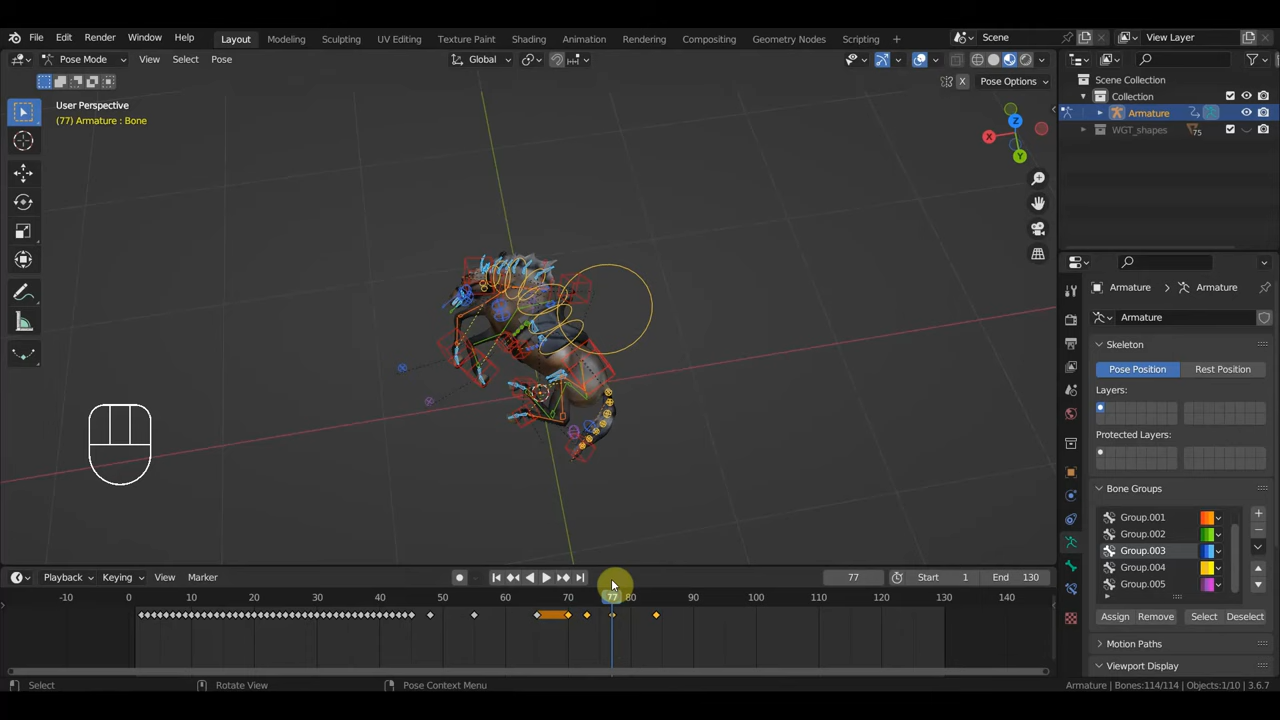 File Edit Render Window Help Layout Modeling Sculpting UV Editing Texture Paint Shading Animation Rendering Compositing Geometry Nodes Scripting + Scene View Layer
Pose Mode View Select Pose Global
X Pose Options
Scene Collection
Collection
Armature
WGT_shapes 75
User Perspective
(77) Armature : Bone
Z
X
Y
Armature > Armature
Armature
Skeleton
Pose Position Rest Position
Layers:
Protected Layers:
Bone Groups
Group.001
Group.002
Group.003
Group.004
Group.005
Assign Remove Select Deselect
Motion Paths
Viewport Display
Playback Keying View Marker 77 Start 1 End 130
-10 0 10 20 30 40 50 60 70 77 80 90 100 110 120 130 140
Select Rotate View Pose Context Menu Armature | Bones:114/114 | Objects:1/10 | 3.6.7